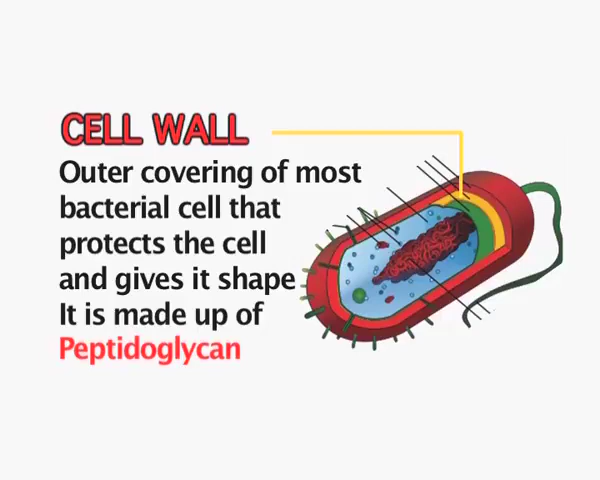 CELL WALL
Outer covering of most
bacterial cell that
protects the cell
and gives it shape
It is made up of
Peptidoglycan